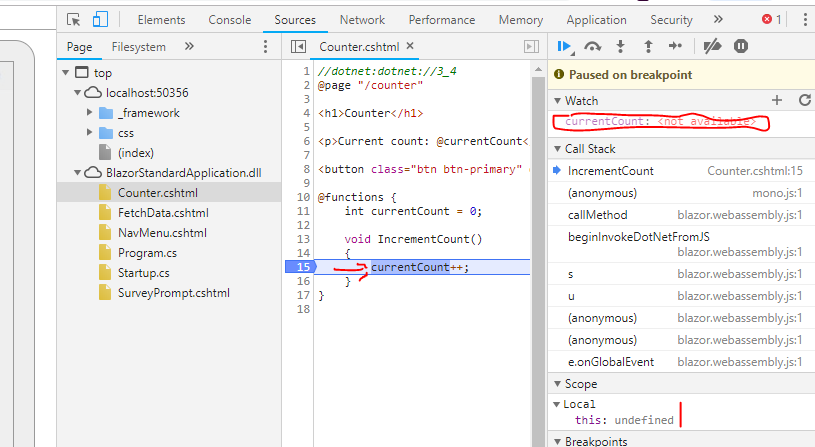 Elements Console Sources Network Performance Memory Application Security » 1
Page Filesystem »
Counter.cshtml ×
top
localhost:50356
_framework
css
(index)
BlazorStandardApplication.dll
Counter.cshtml
FetchData.cshtml
NavMenu.cshtml
Program.cs
Startup.cs
SurveyPrompt.cshtml
1 //dotnet:dotnet://3_4
2 @page "/counter"
3
4 <h1>Counter</h1>
5
6 <p>Current count: @currentCount<
7
8 <button class="btn btn-primary"
9
10 @functions {
11 int currentCount = 0;
12
13 void IncrementCount()
14 {
15 currentCount++;
16 }
17 }
18
Paused on breakpoint
Watch
currentCount: <not available>
Call Stack
IncrementCount Counter.cshtml:15
(anonymous) mono.js:1
callMethod blazor.webassembly.js:1
beginInvokeDotNetFromJS
blazor.webassembly.js:1
s blazor.webassembly.js:1
u blazor.webassembly.js:1
(anonymous) blazor.webassembly.js:1
(anonymous) blazor.webassembly.js:1
e.onGlobalEvent blazor.webassembly.js:1
Scope
Local
this: undefined
Breakpoints